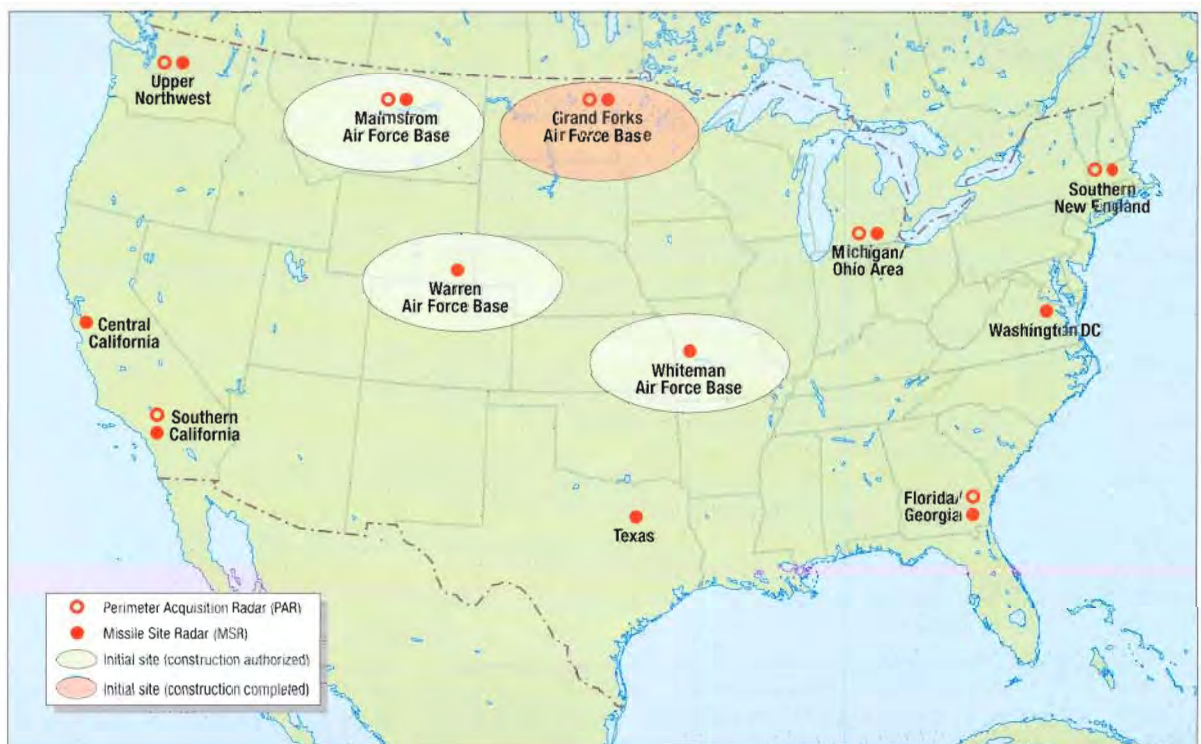 Upper
Northwest
Malmstrom
Air Force Base
Grand Forks
Air Force Base
Southern
New England
Michigan/
Ohio Area
Warren
Air Force Base
Central
California
Washington DC
Whiteman
Air Force Base
Southern
California
Florida/
Georgia
Texas
Perimeter Acquisition Radar (PAR)
Missile Site Radar (MSR)
Initial site (construction authorized)
Initial site (construction completed)